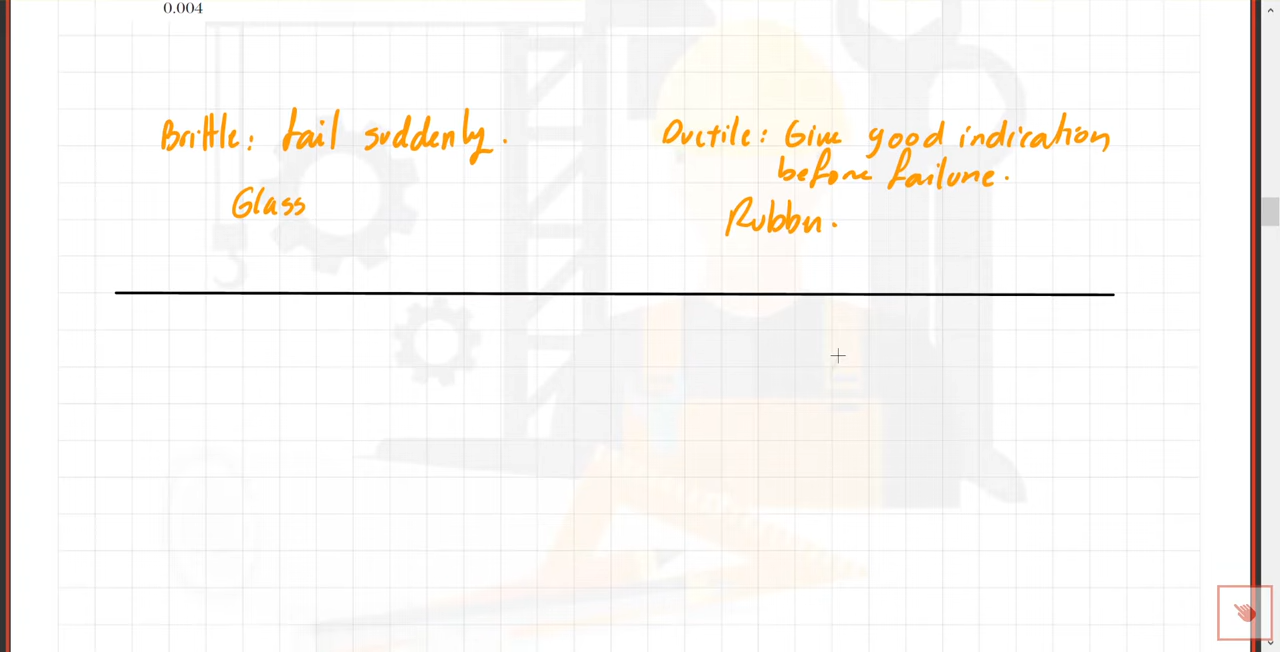 0.004
Brittle: fail suddenly.
Glass
Ductile: Give good indication
before failure.
Rubber.